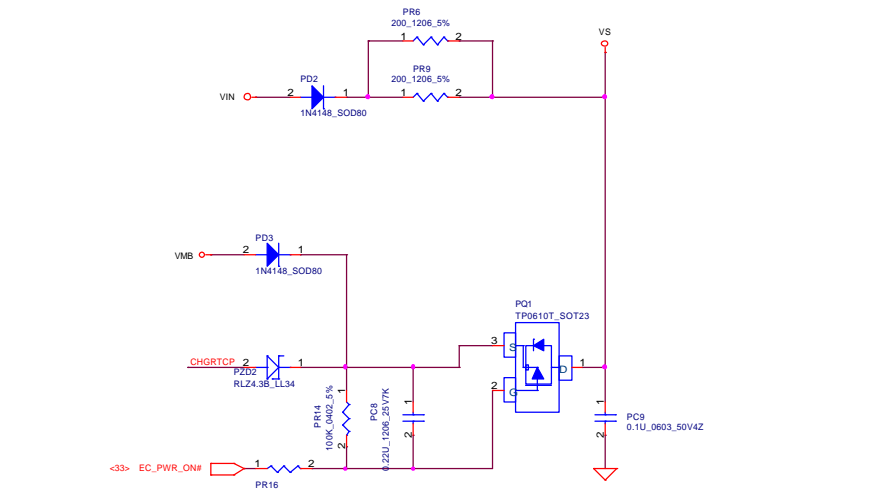 PR6
200_1206_5%
1 2
VS
PR9
200_1206_5%
PD2
VIN 2 1 1 2
1N4148_SOD80
PD3
VMB 2 1
1N4148_SOD80
PQ1
TP0610T_SOT23
3 S
CHGRTCP 2 1
D 1
PZD2
RLZ4.3B_LL34
2 G
PR14
100K_0402_5%
1 2
PC8
0.22U_1206_25V7K
1 2
PC9
0.1U_0603_50V4Z
1 2
<33> EC_PWR_ON# 1 2
PR16